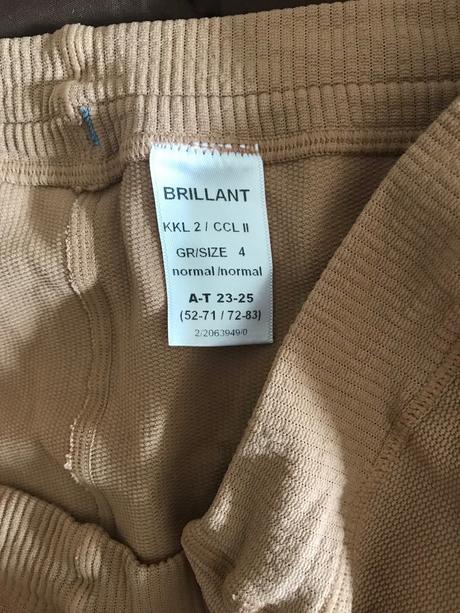 BRILLANT
KKL 2 / CCL II
GR/SIZE 4
normal /normal
A-T 23-25
(52-71 / 72-83)
2/2063949/0